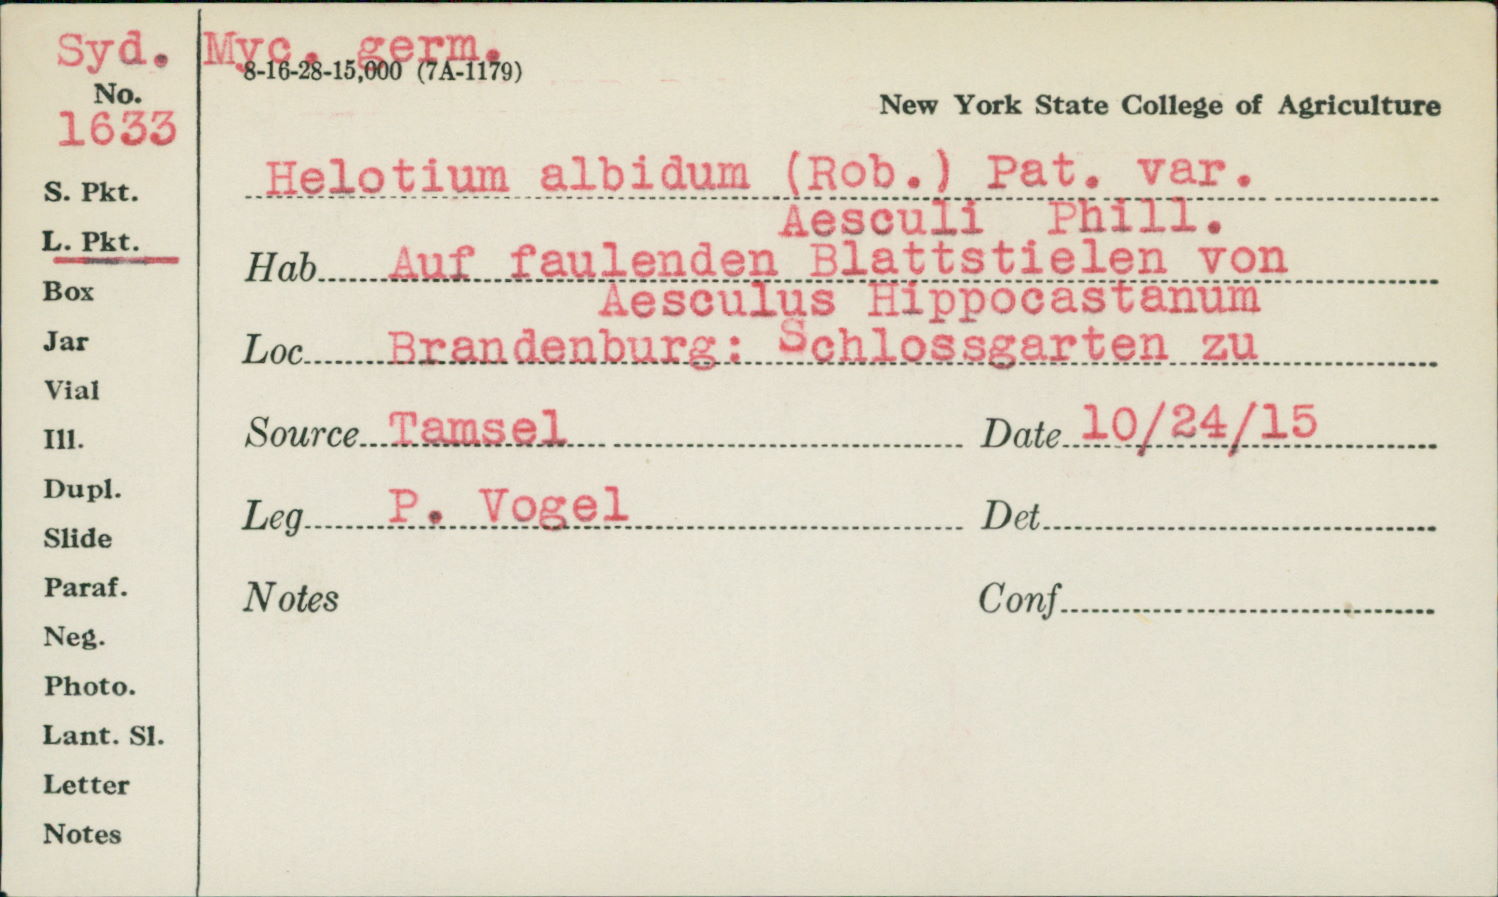 Syd. Myc. germ.
8-16-28-15,000 (7A-1179)
No.
1633
New York State College of Agriculture
Helotium albidum (Rob.) Pat. var.
Aesculi Phill.
Hab. Auf faulenden Blattstielen von
Aesculus Hippocastanum
Loc. Brandenburg: Schlossgarten zu
Source Tamsel Date 10/24/15
Leg. P. Vogel Det.
Notes Conf.
S. Pkt.
L. Pkt.
Box
Jar
Vial
Ill.
Dupl.
Slide
Paraf.
Neg.
Photo.
Lant. Sl.
Letter
Notes